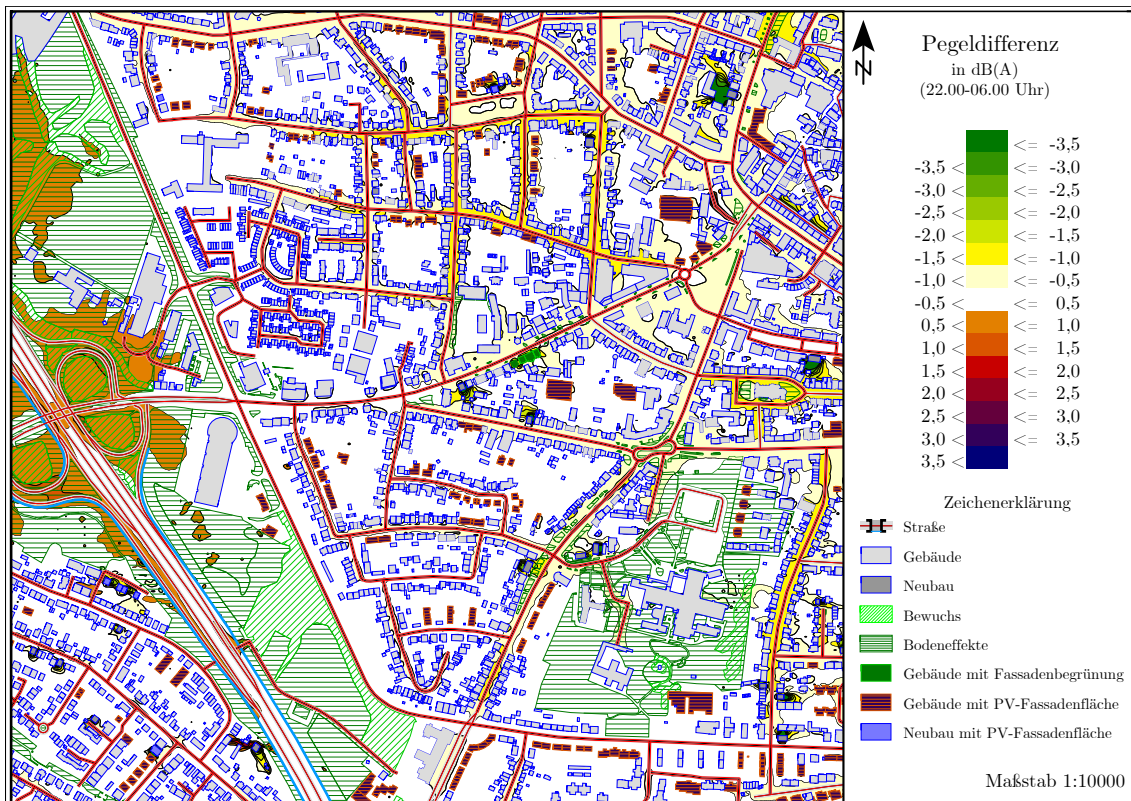 N
Pegeldifferenz
in dB(A)
(22.00-06.00 Uhr)
<= -3,5
-3,5 < <= -3,0
-3,0 < <= -2,5
-2,5 < <= -2,0
-2,0 < <= -1,5
-1,5 < <= -1,0
-1,0 < <= -0,5
-0,5 < <= 0,5
0,5 < <= 1,0
1,0 < <= 1,5
1,5 < <= 2,0
2,0 < <= 2,5
2,5 < <= 3,0
3,0 < <= 3,5
3,5 <
Zeichenerklärung
Straße
Gebäude
Neubau
Bewuchs
Bodeneffekte
Gebäude mit Fassadenbegrünung
Gebäude mit PV-Fassadenfläche
Neubau mit PV-Fassadenfläche
Maßstab 1:10000